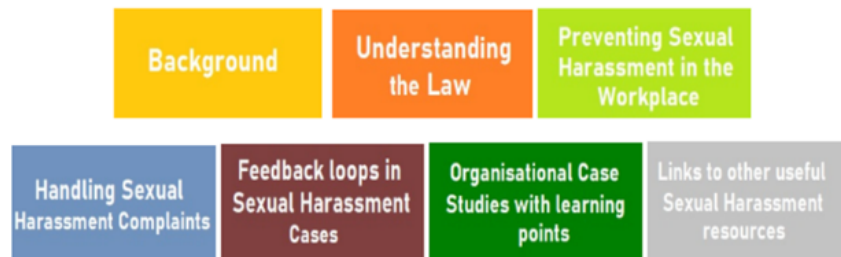 Background
Understanding
the Law
Preventing Sexual
Harassment in the
Workplace
Handling Sexual
Harassment Complaints
Feedback loops in
Sexual Harassment
Cases
Organisational Case
Studies with learning
points
Links to other useful
Sexual Harassment
resources